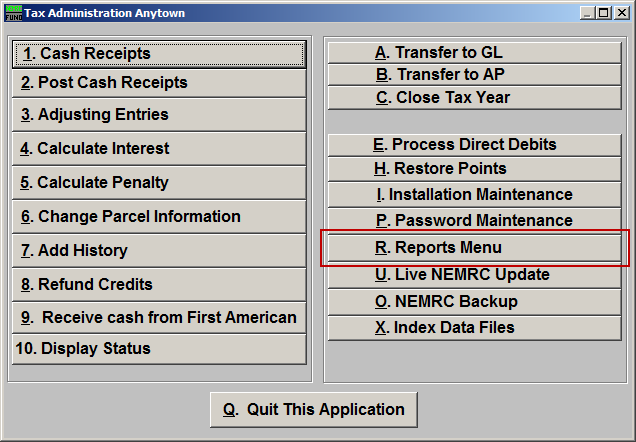 FUND
Tax Administration Anytown
1. Cash Receipts
2. Post Cash Receipts
3. Adjusting Entries
4. Calculate Interest
5. Calculate Penalty
6. Change Parcel Information
7. Add History
8. Refund Credits
9. Receive cash from First American
10. Display Status
A. Transfer to GL
B. Transfer to AP
C. Close Tax Year
E. Process Direct Debits
H. Restore Points
I. Installation Maintenance
P. Password Maintenance
R. Reports Menu
U. Live NEMRC Update
O. NEMRC Backup
X. Index Data Files
Q. Quit This Application